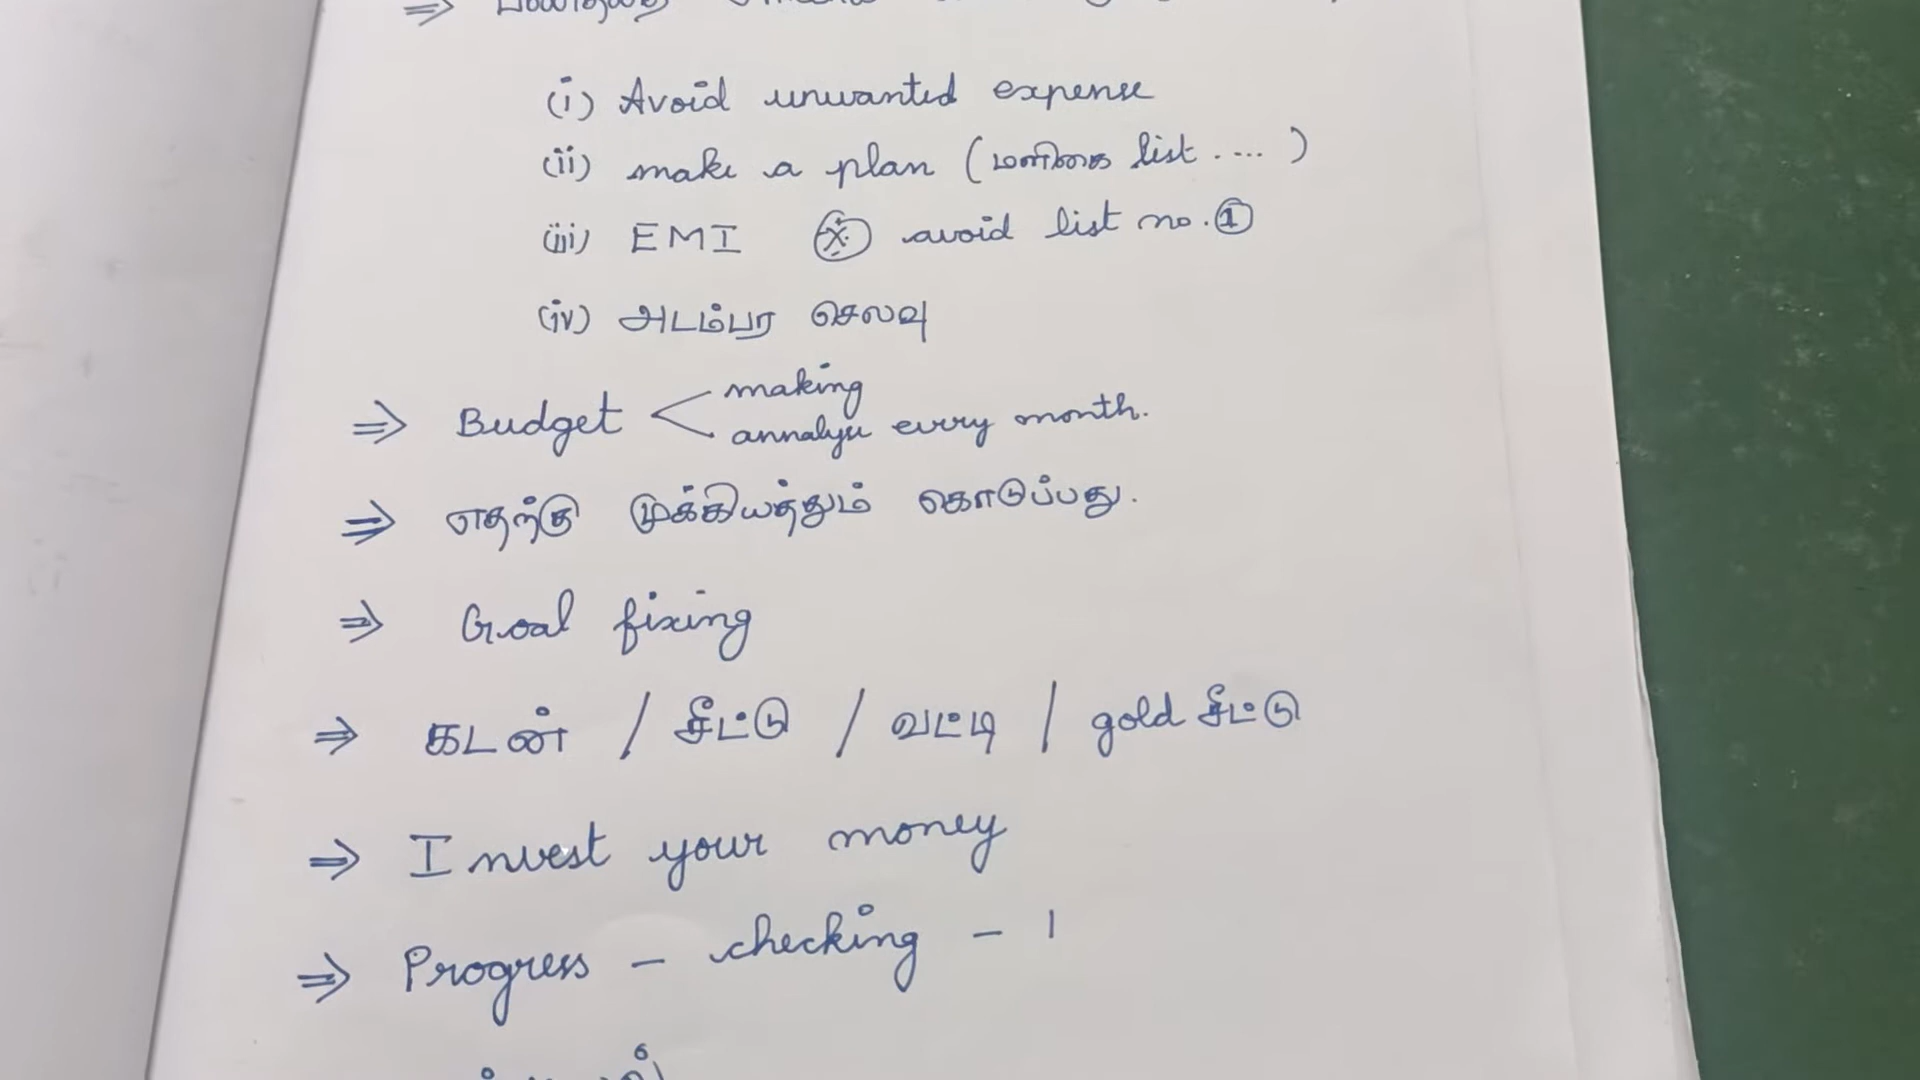 ⇒
(i) Avoid unwanted expense
(ii) make a plan (மளிகை list .... )
(iii) EMI ⊗ avoid list no. ①
(iv) அடம்பர செலவு
⇒ Budget < making
annalyse every month.
⇒ எதற்கு முக்கியத்தும் கொடுப்பது.
⇒ Goal fixing
⇒ கடன் / சீட்டு / வட்டி / gold சீட்டு
⇒ Invest your money
⇒ Progress - checking - 1